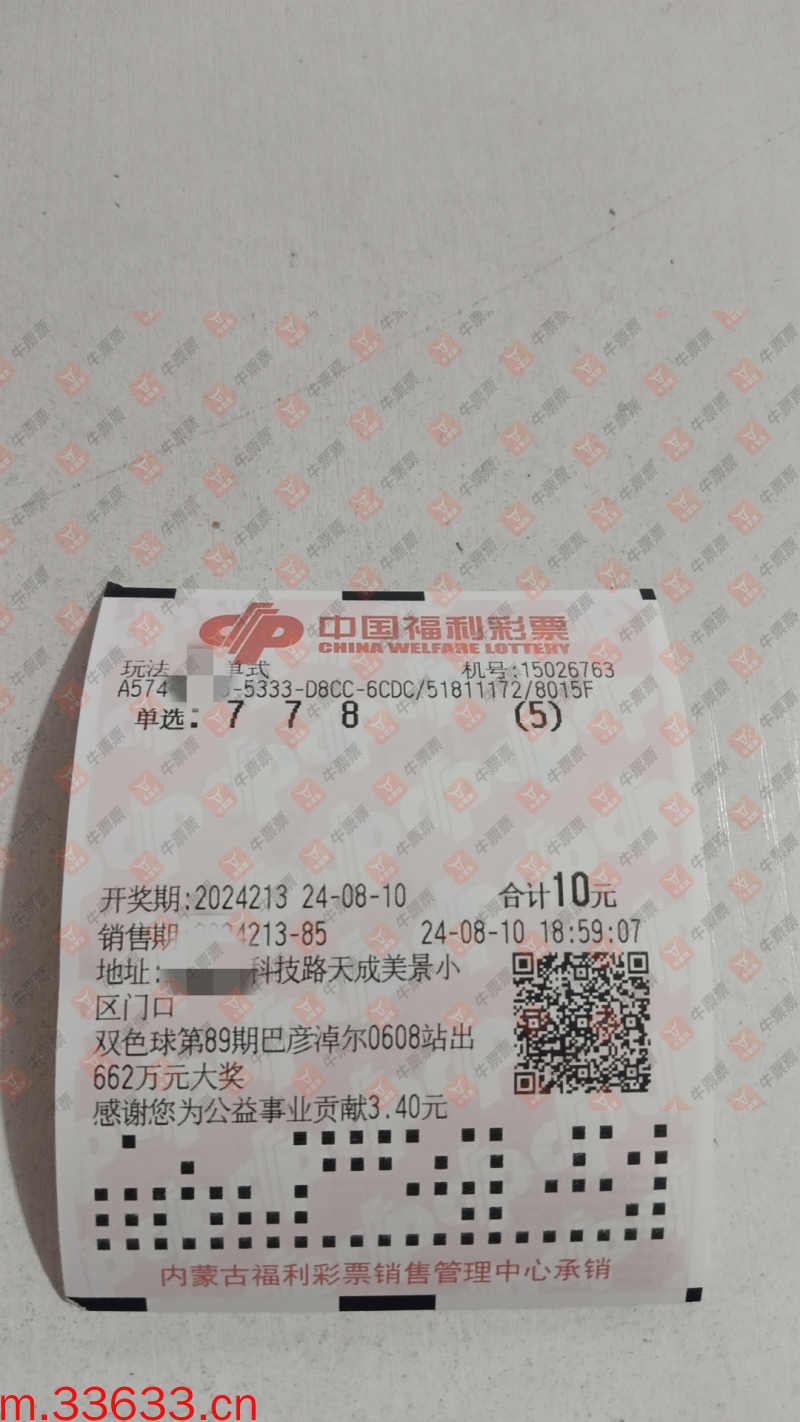 中国福利彩票
CHINA WELFARE LOTTERY
玩法 单式 机号:15026763
A574 -5333-D8CC-6CDC/51811172/8015F
单选: 7 7 8 (5)
开奖期:2024213 24-08-10 合计10元
销售期 4213-85 24-08-10 18:59:07
地址: 科技路天成美景小
区门口
双色球第89期巴彦淖尔0608站出
662万元大奖
感谢您为公益事业贡献3.40元
内蒙古福利彩票销售管理中心承销
牛票票
m.33633.cn